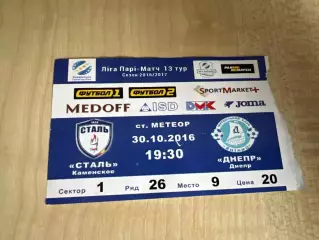 Ліга Парі-Матч 13 тур
Сезон 2016/2017
ФУТБОЛ 1 ФУТБОЛ 2 SPORTMARKET+
MEDOFF ISD DMK joma
ст. МЕТЕОР
30.10.2016
19:30
СТАЛЬ
«СТАЛЬ»
Каменское
«ДНЕПР»
Днепр
Сектор 1 Ряд 26 Место 9 Цена 20